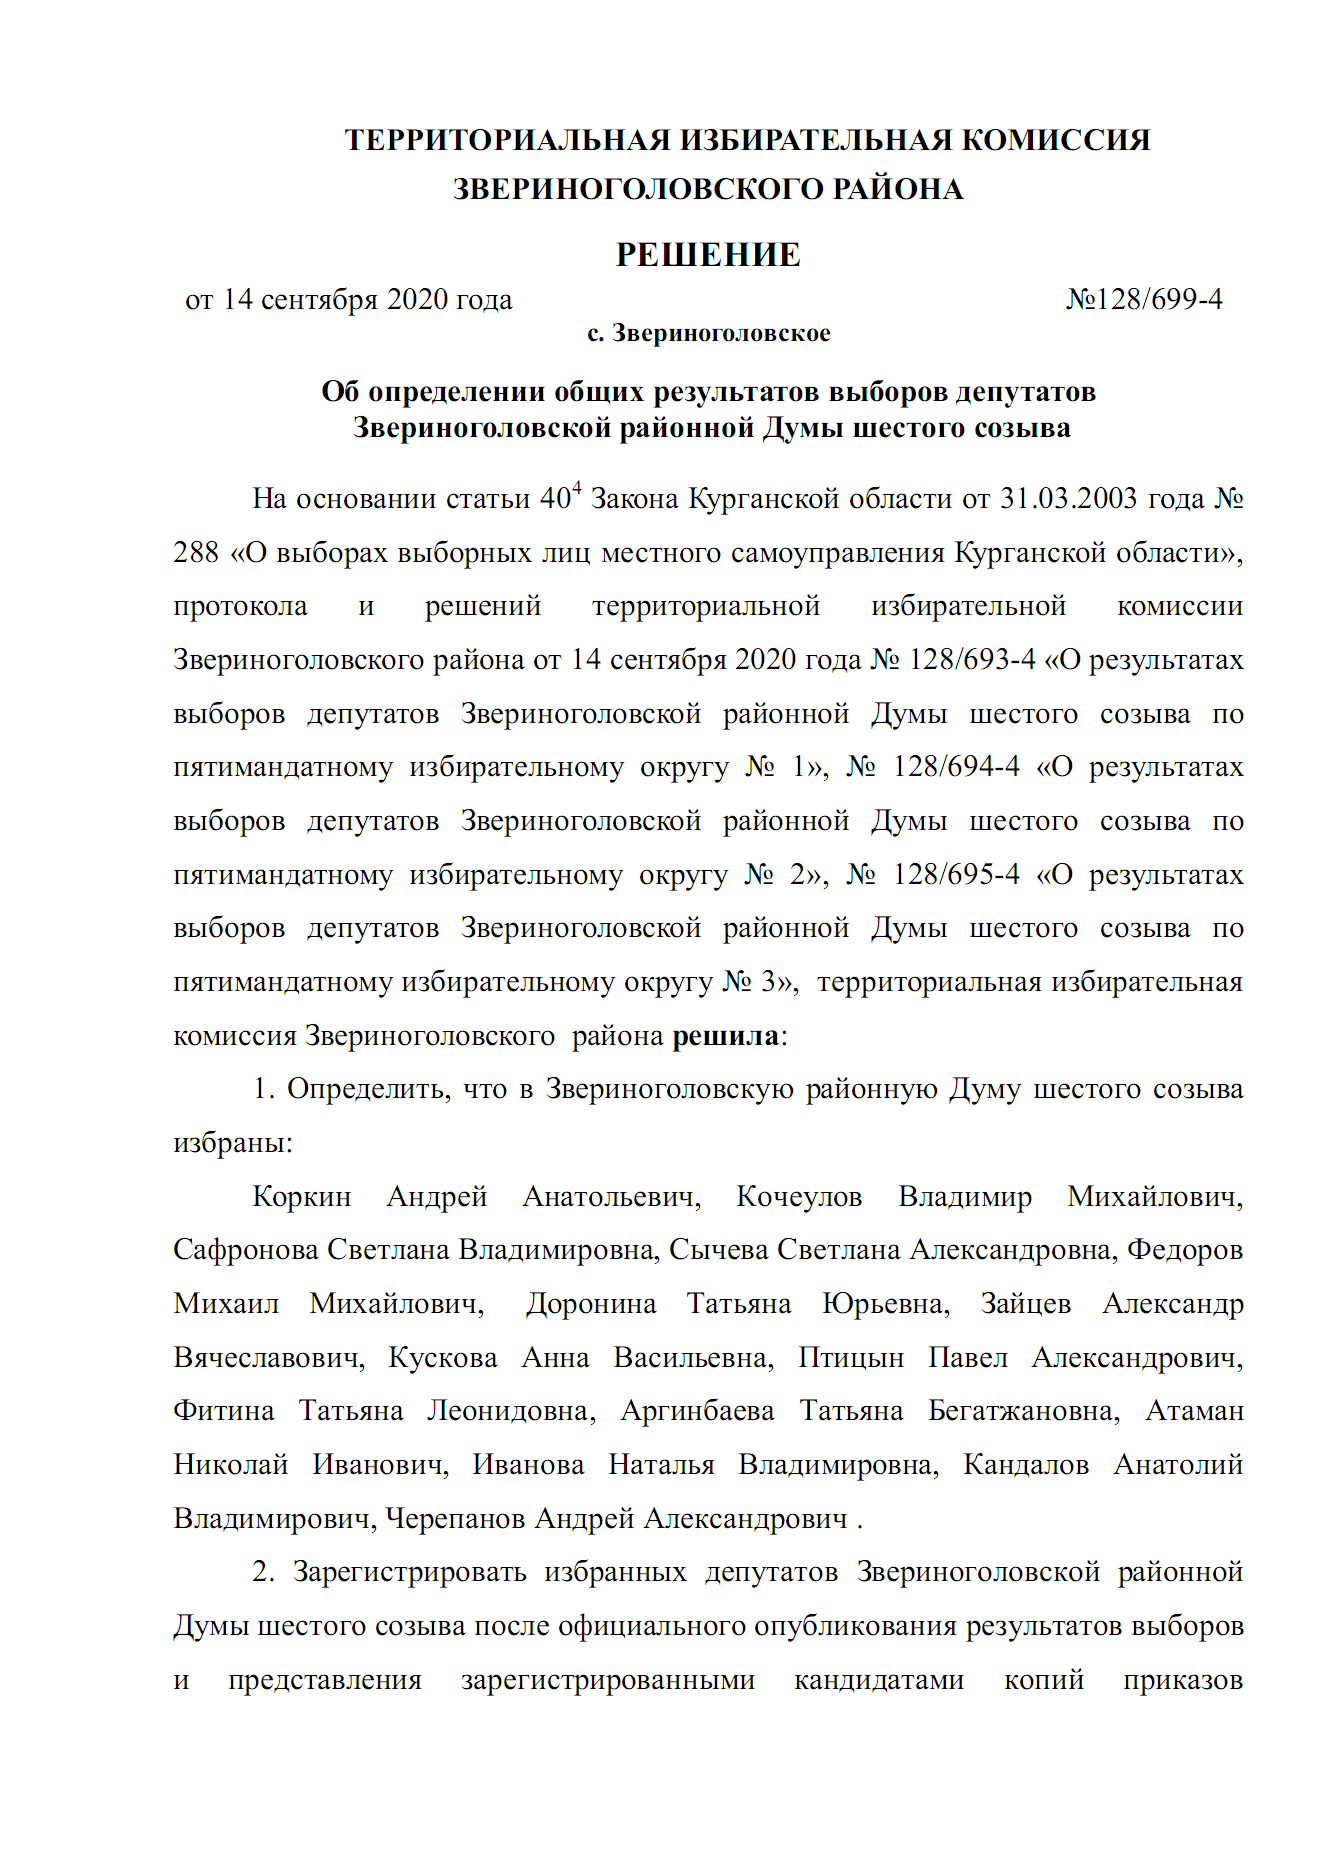 ТЕРРИТОРИАЛЬНАЯ ИЗБИРАТЕЛЬНАЯ КОМИССИЯ
ЗВЕРИНОГОЛОВСКОГО РАЙОНА
РЕШЕНИЕ
от 14 сентября 2020 года №128/699-4
с. Звериноголовское
Об определении общих результатов выборов депутатов
Звериноголовской районной Думы шестого созыва
На основании статьи 40⁴ Закона Курганской области от 31.03.2003 года №
288 «О выборах выборных лиц местного самоуправления Курганской области»,
протокола и решений территориальной избирательной комиссии
Звериноголовского района от 14 сентября 2020 года № 128/693-4 «О результатах
выборов депутатов Звериноголовской районной Думы шестого созыва по
пятимандатному избирательному округу № 1», № 128/694-4 «О результатах
выборов депутатов Звериноголовской районной Думы шестого созыва по
пятимандатному избирательному округу № 2», № 128/695-4 «О результатах
выборов депутатов Звериноголовской районной Думы шестого созыва по
пятимандатному избирательному округу № 3», территориальная избирательная
комиссия Звериноголовского района решила:
1. Определить, что в Звериноголовскую районную Думу шестого созыва
избраны:
Коркин Андрей Анатольевич, Кочеулов Владимир Михайлович,
Сафронова Светлана Владимировна, Сычева Светлана Александровна, Федоров
Михаил Михайлович, Доронина Татьяна Юрьевна, Зайцев Александр
Вячеславович, Кускова Анна Васильевна, Птицын Павел Александрович,
Фитина Татьяна Леонидовна, Аргинбаева Татьяна Бегатжановна, Атаман
Николай Иванович, Иванова Наталья Владимировна, Кандалов Анатолий
Владимирович, Черепанов Андрей Александрович .
2. Зарегистрировать избранных депутатов Звериноголовской районной
Думы шестого созыва после официального опубликования результатов выборов
и представления зарегистрированными кандидатами копий приказов